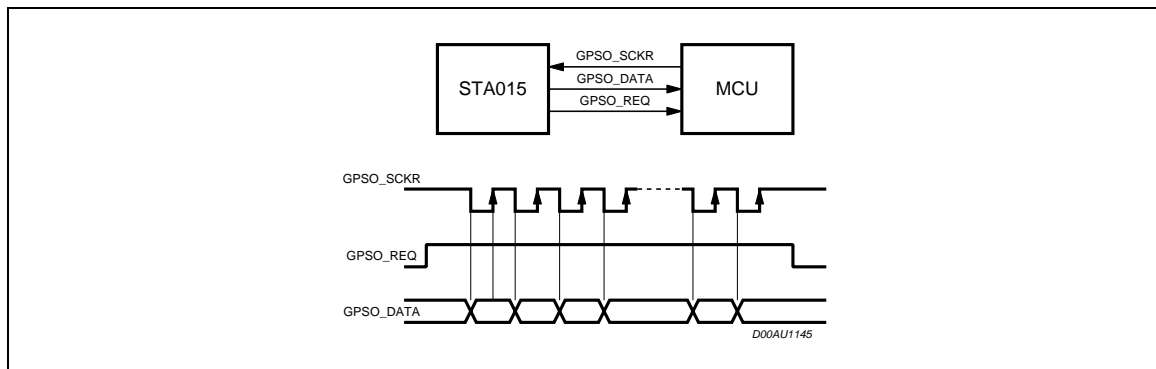 GPSO_SCKR
STA015
GPSO_DATA
MCU
GPSO_REQ
GPSO_SCKR
GPSO_REQ
GPSO_DATA
D00AU1145